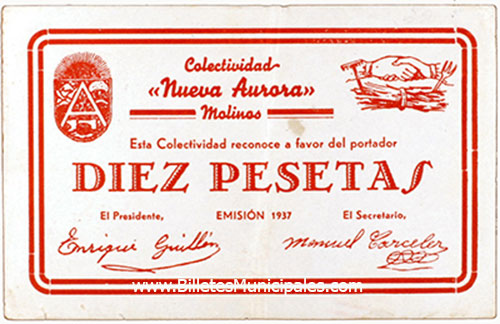 Colectividad
«Nueva Aurora»
Molinos
Esta Colectividad reconoce a favor del portador
DIEZ PESETAS
El Presidente, EMISIÓN 1937 El Secretario,
Enrique Guillén Manuel Carceler
www.BilletesMunicipales.com